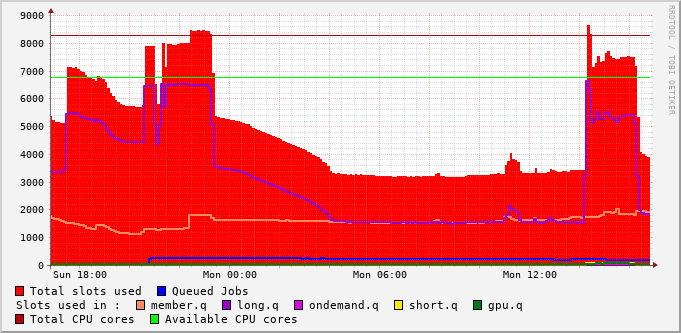 9000
8000
7000
6000
5000
4000
3000
2000
1000
0
Sun 18:00 Mon 00:00 Mon 06:00 Mon 12:00
RRDTOOL / TOBI OETIKER
Total slots used Queued Jobs
Slots used in : member.q long.q ondemand.q short.q gpu.q
Total CPU cores Available CPU cores